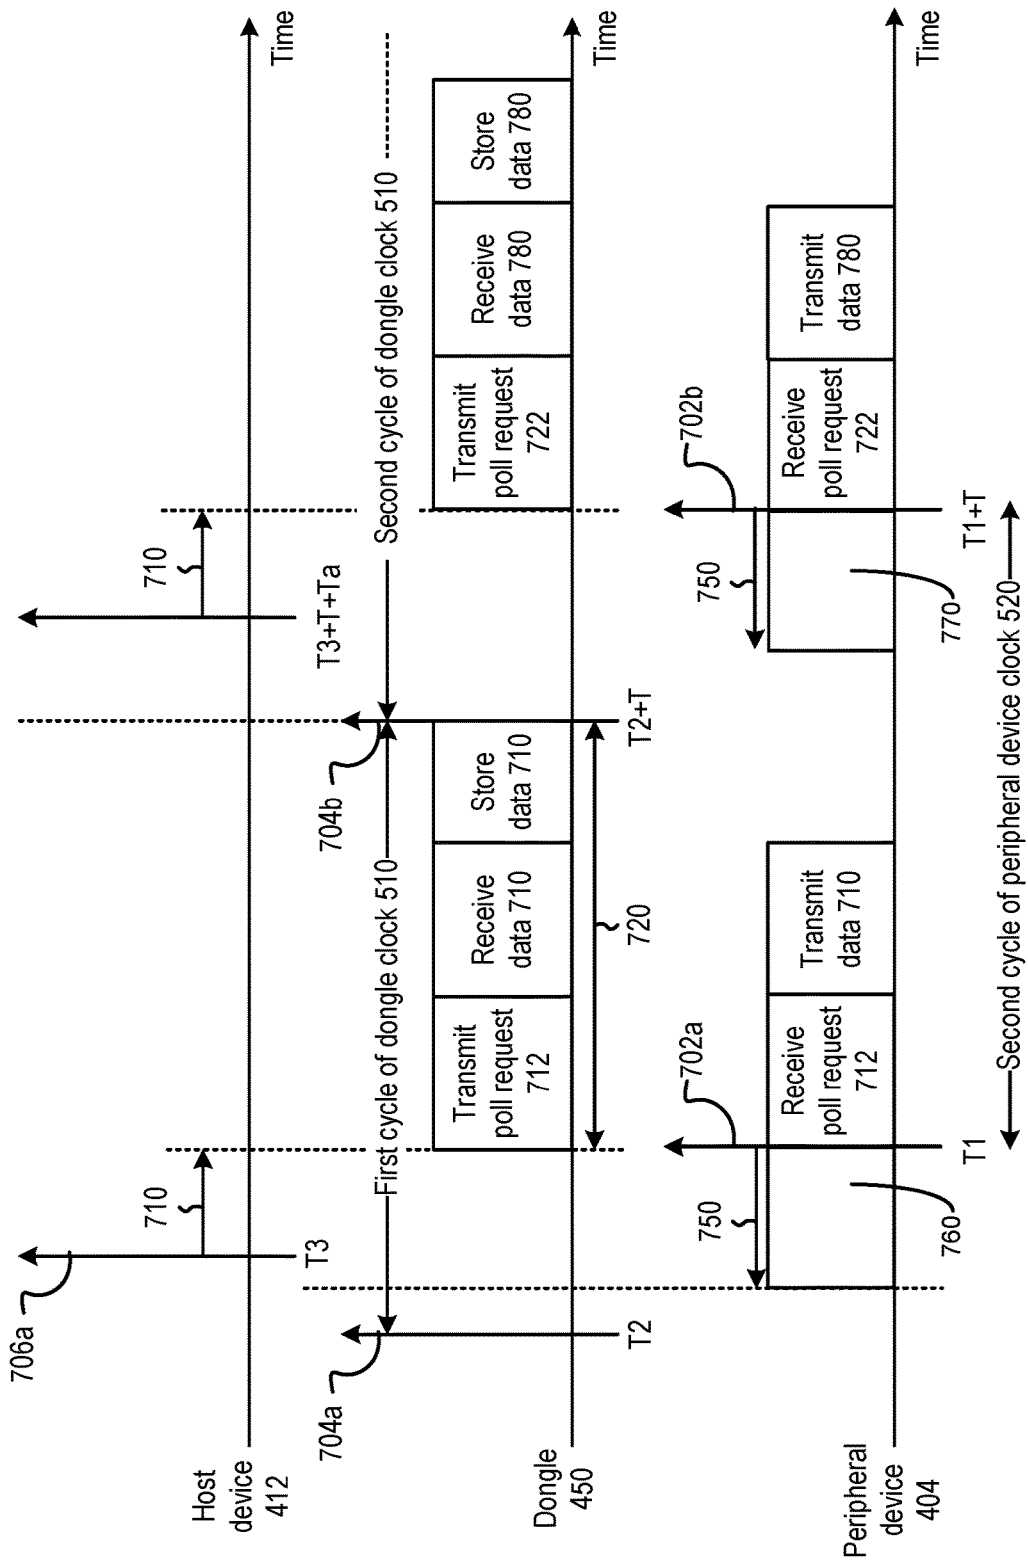 706a
710
T3
710
T3+T+Ta
Time
Host
device
412
704a
First cycle of dongle clock 510
704b
Second cycle of dongle clock 510
Transmit
poll request
712
Receive
data 710
Store
data 710
Transmit
poll request
722
Receive
data 780
Store
data 780
Time
Dongle
450
T2
720
T2+T
750
702a
750
702b
Receive
poll request
712
Transmit
data 710
Receive
poll request
722
Transmit
data 780
Time
Peripheral
device
404
760
T1
770
T1+T
Second cycle of peripheral device clock 520